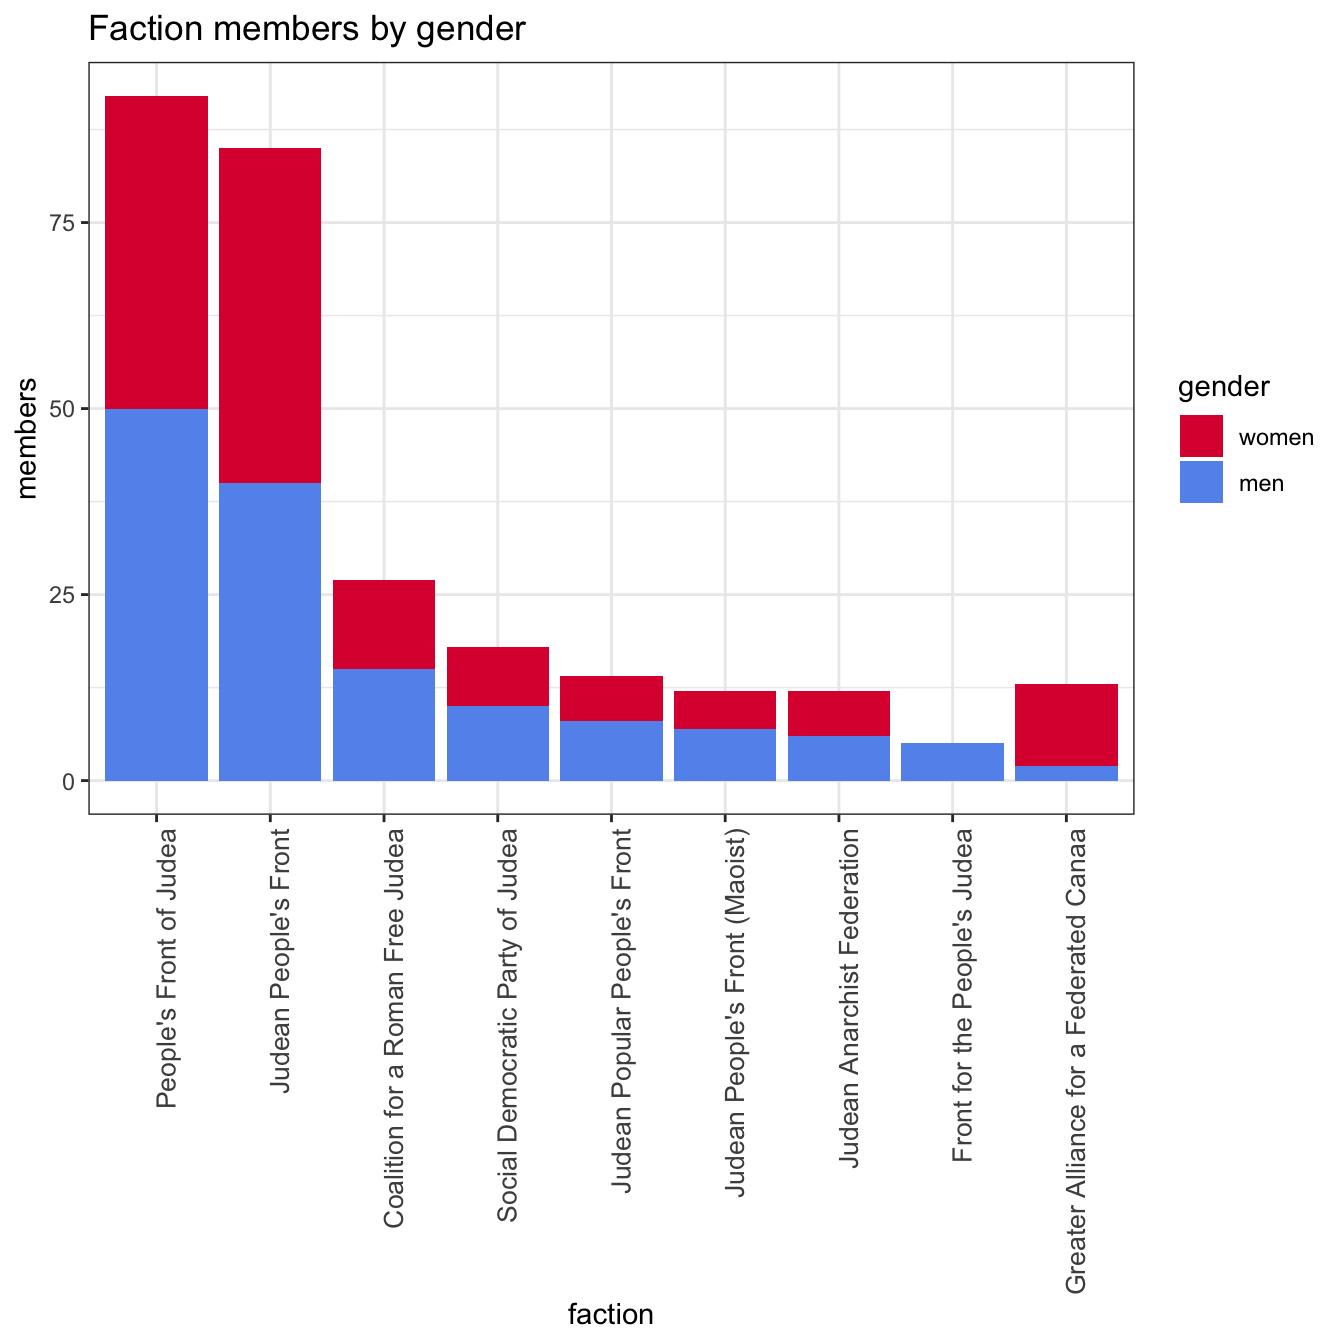 Faction members by gender
members
75
50
25
0
People's Front of Judea
Judean People's Front
Coalition for a Roman Free Judea
Social Democratic Party of Judea
Judean Popular People's Front
Judean People's Front (Maoist)
Judean Anarchist Federation
Front for the People's Judea
Greater Alliance for a Federated Canaa
faction
gender
women
men